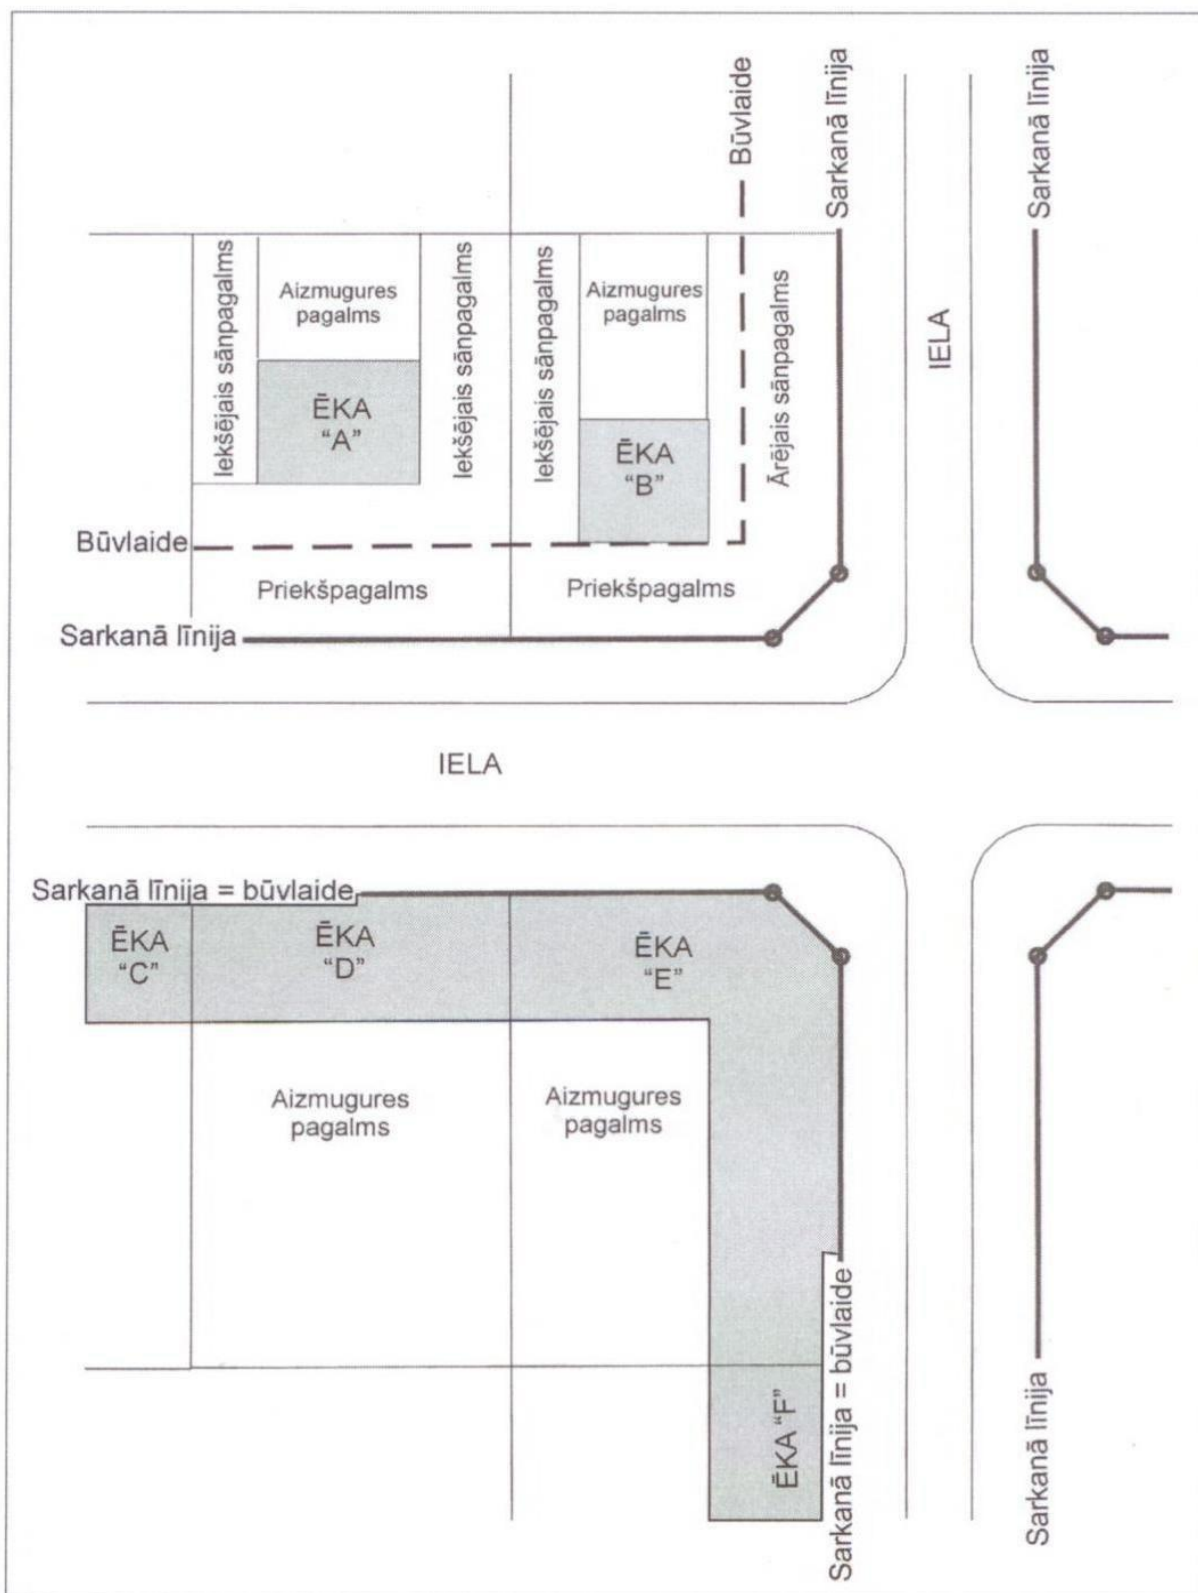 Sarkanā līnija
Sarkanā līnija
Būvlaide
Iekšējais sānpagalms
Aizmugures
pagalms
Iekšējais sānpagalms
Iekšējais sānpagalms
Aizmugures
pagalms
Ārējais sānpagalms
IELA
ĒKA
“A”
ĒKA
“B”
Būvlaide
Priekšpagalms
Priekšpagalms
Sarkanā līnija
IELA
Sarkanā līnija = būvlaide
ĒKA
“C”
ĒKA
“D”
ĒKA
“E”
Aizmugures
pagalms
Aizmugures
pagalms
ĒKA “F”
Sarkanā līnija = būvlaide
Sarkanā līnija